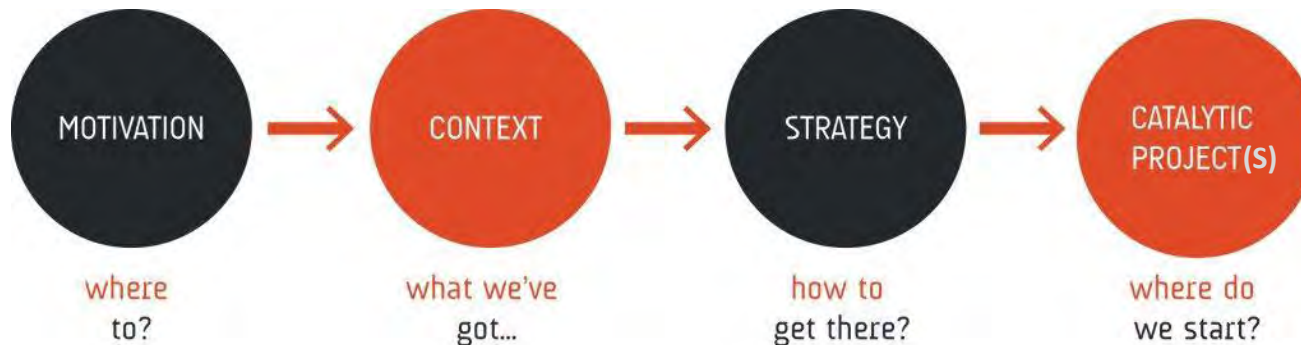 MOTIVATION
CONTEXT
STRATEGY
CATALYTIC
PROJECT(S)
where
to?
what we've
got...
how to
get there?
where do
we start?